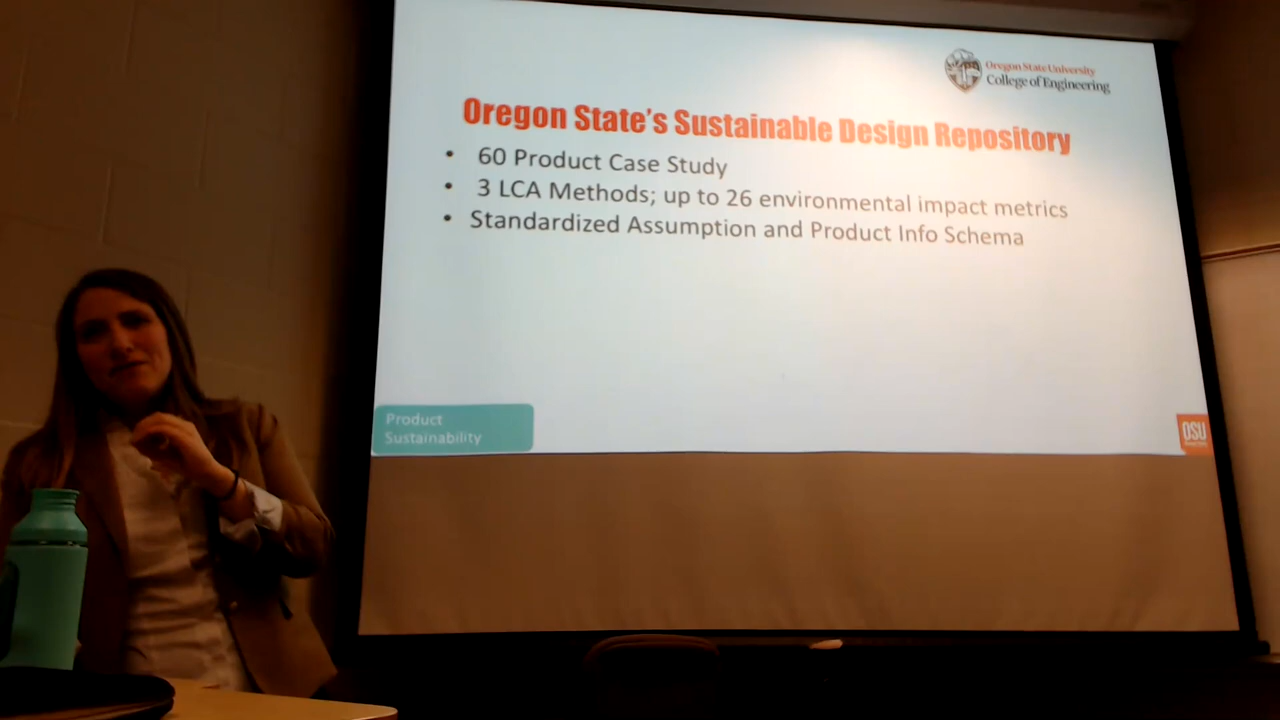 Oregon State University
College of Engineering
Oregon State's Sustainable Design Repository
• 60 Product Case Study
• 3 LCA Methods; up to 26 environmental impact metrics
• Standardized Assumption and Product Info Schema
Product
Sustainability
OSU